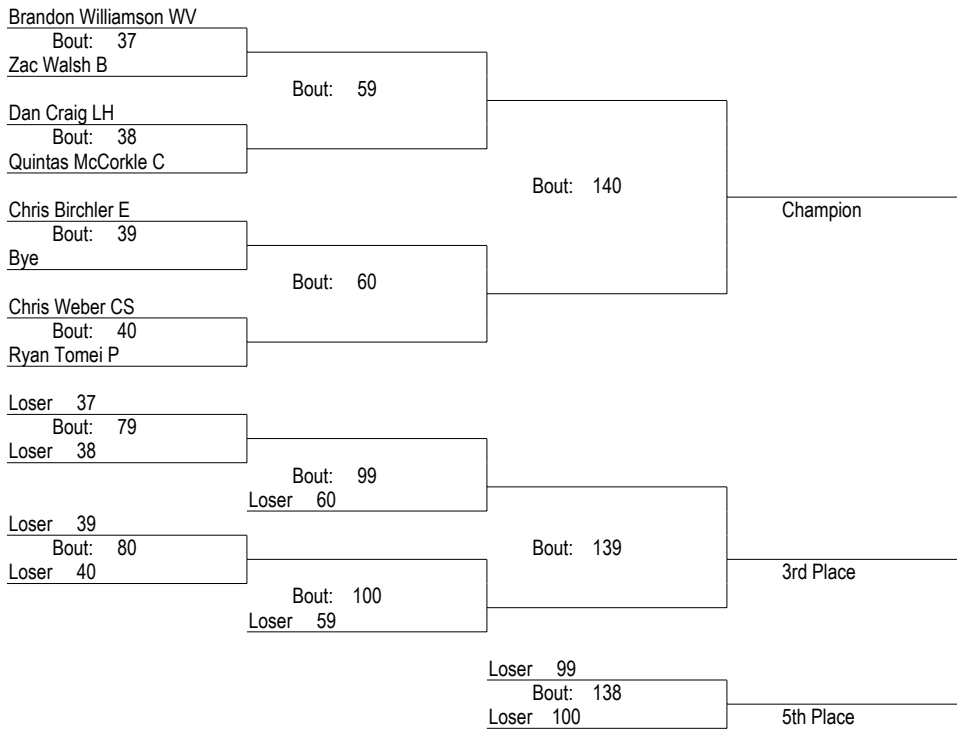 Brandon Williamson WV
Bout: 37
Zac Walsh B
Bout: 59
Dan Craig LH
Bout: 38
Quintas McCorkle C
Bout: 140
Champion
Chris Birchler E
Bout: 39
Bye
Bout: 60
Chris Weber CS
Bout: 40
Ryan Tomei P
Loser 37
Bout: 79
Loser 38
Bout: 99
Loser 60
Loser 39
Bout: 80
Loser 40
Bout: 139
3rd Place
Bout: 100
Loser 59
Loser 99
Bout: 138
Loser 100
5th Place